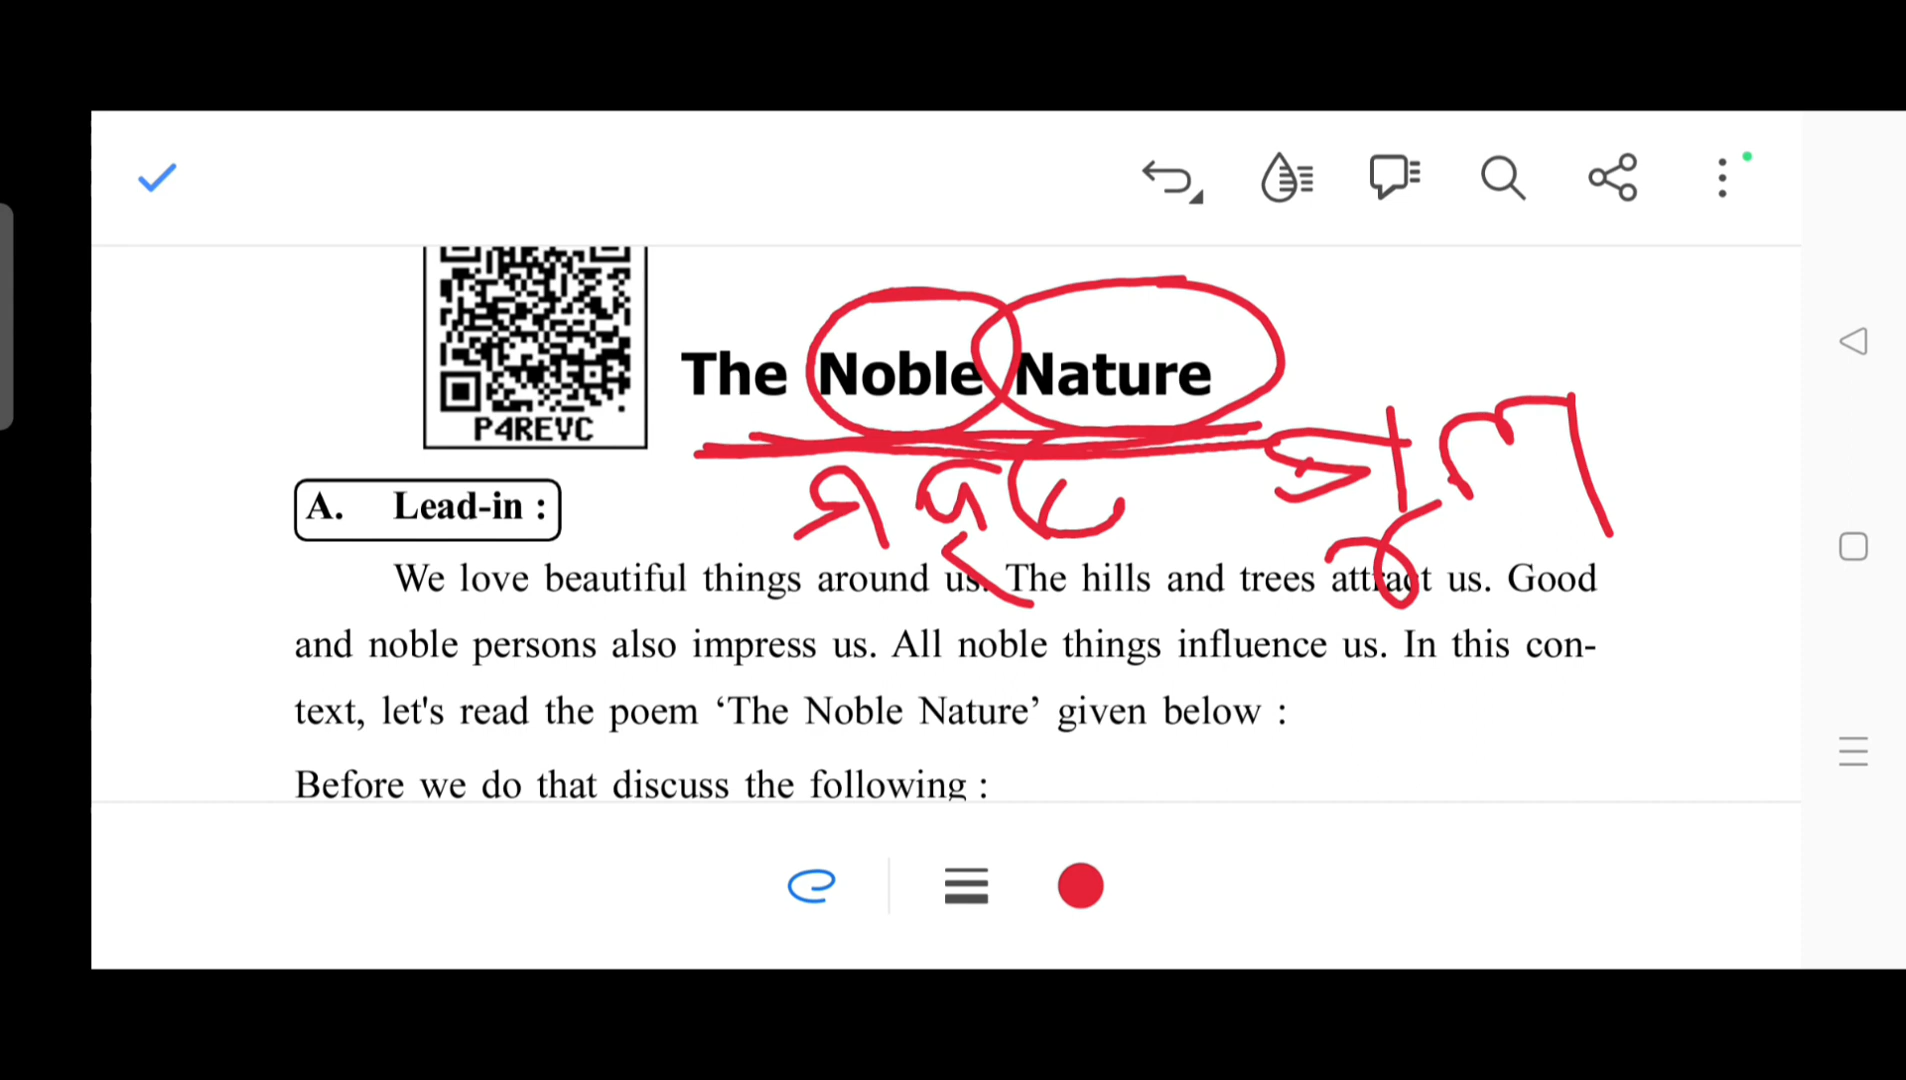 P4REVC
The Noble Nature
A. Lead-in :
We love beautiful things around us. The hills and trees attract us. Good
and noble persons also impress us. All noble things influence us. In this con-
text, let's read the poem ‘The Noble Nature’ given below :
Before we do that discuss the following :